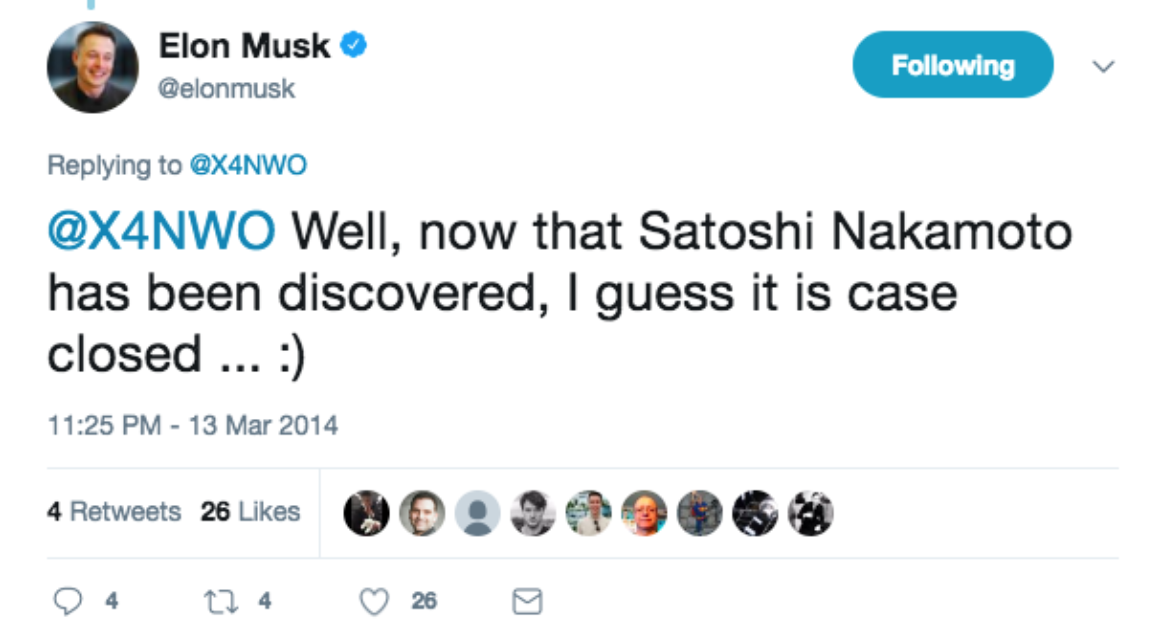 Elon Musk
@elonmusk
Following
Replying to @X4NWO
@X4NWO Well, now that Satoshi Nakamoto
has been discovered, I guess it is case
closed ... :)
11:25 PM - 13 Mar 2014
4 Retweets 26 Likes
4 4 26